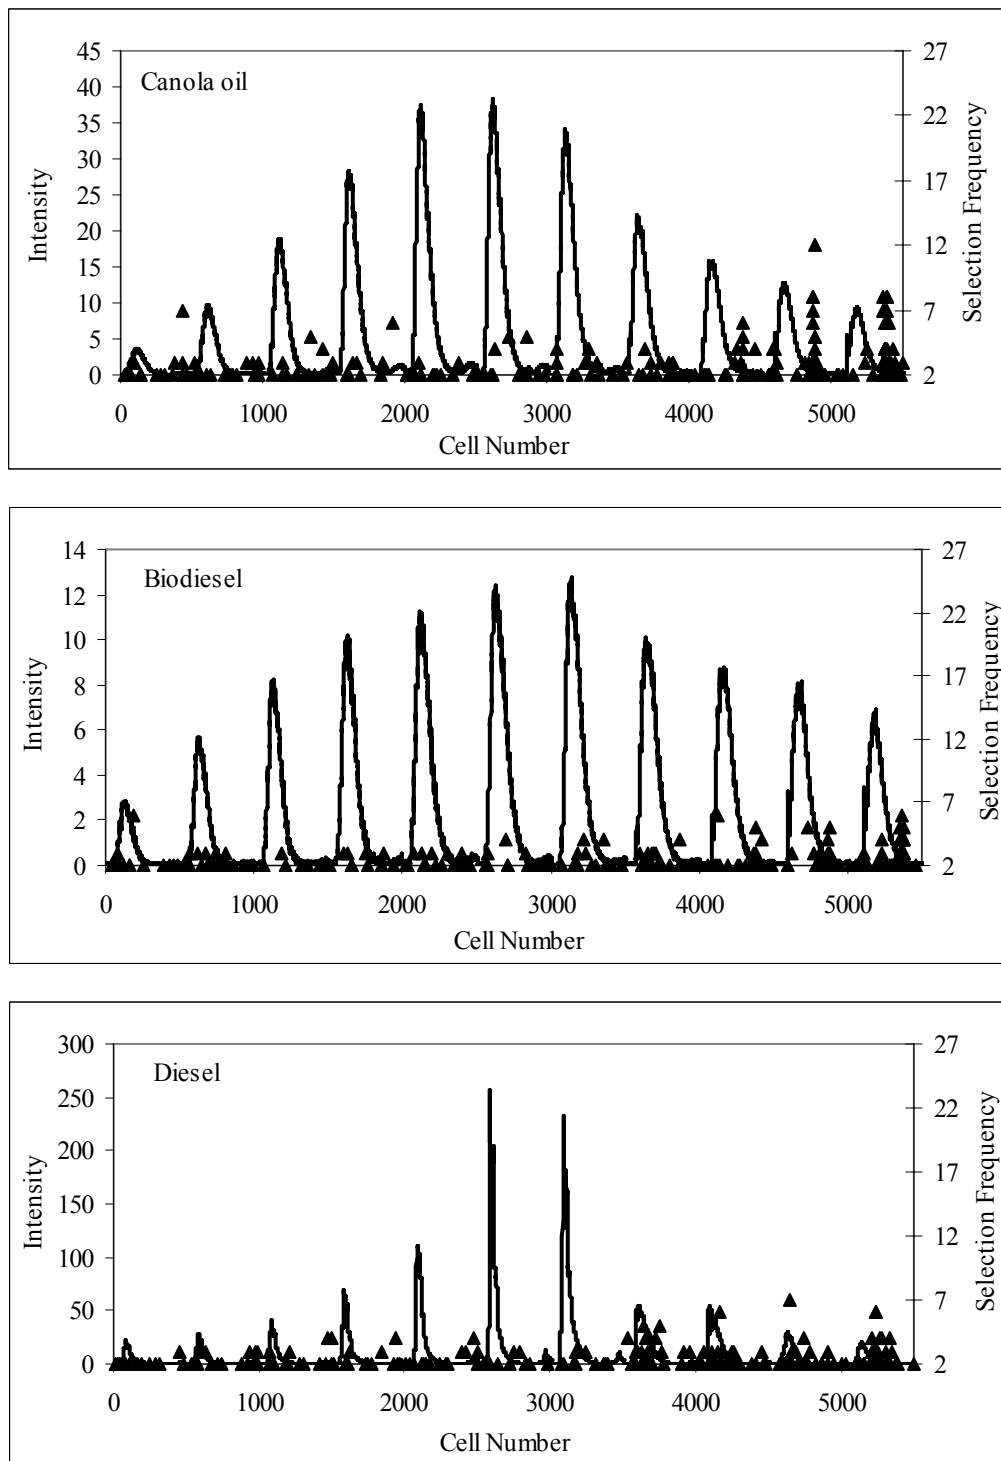 Canola oil
45
40
35
30
25
20
15
10
5
0
Intensity
27
22
17
12
7
2
Selection Frequency
0 1000 2000 3000 4000 5000
Cell Number
Biodiesel
14
12
10
8
6
4
2
0
Intensity
27
22
17
12
7
2
Selection Frequency
0 1000 2000 3000 4000 5000
Cell Number
Diesel
300
250
200
150
100
50
0
Intensity
27
22
17
12
7
2
Selection Frequency
0 1000 2000 3000 4000 5000
Cell Number